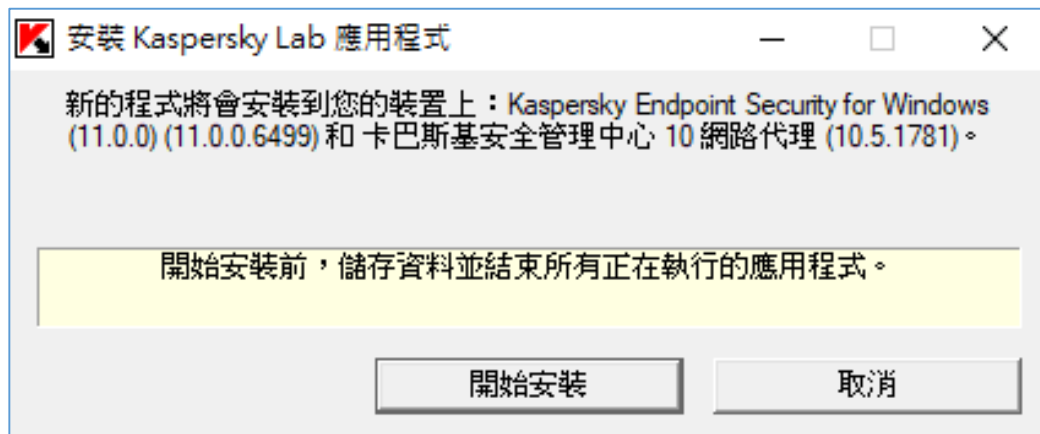 安裝 Kaspersky Lab 應用程式
新的程式將會安裝到您的裝置上：Kaspersky Endpoint Security for Windows
(11.0.0) (11.0.0.6499) 和 卡巴斯基安全管理中心 10 網路代理 (10.5.1781)。
開始安裝前，儲存資料並結束所有正在執行的應用程式。
開始安裝
取消